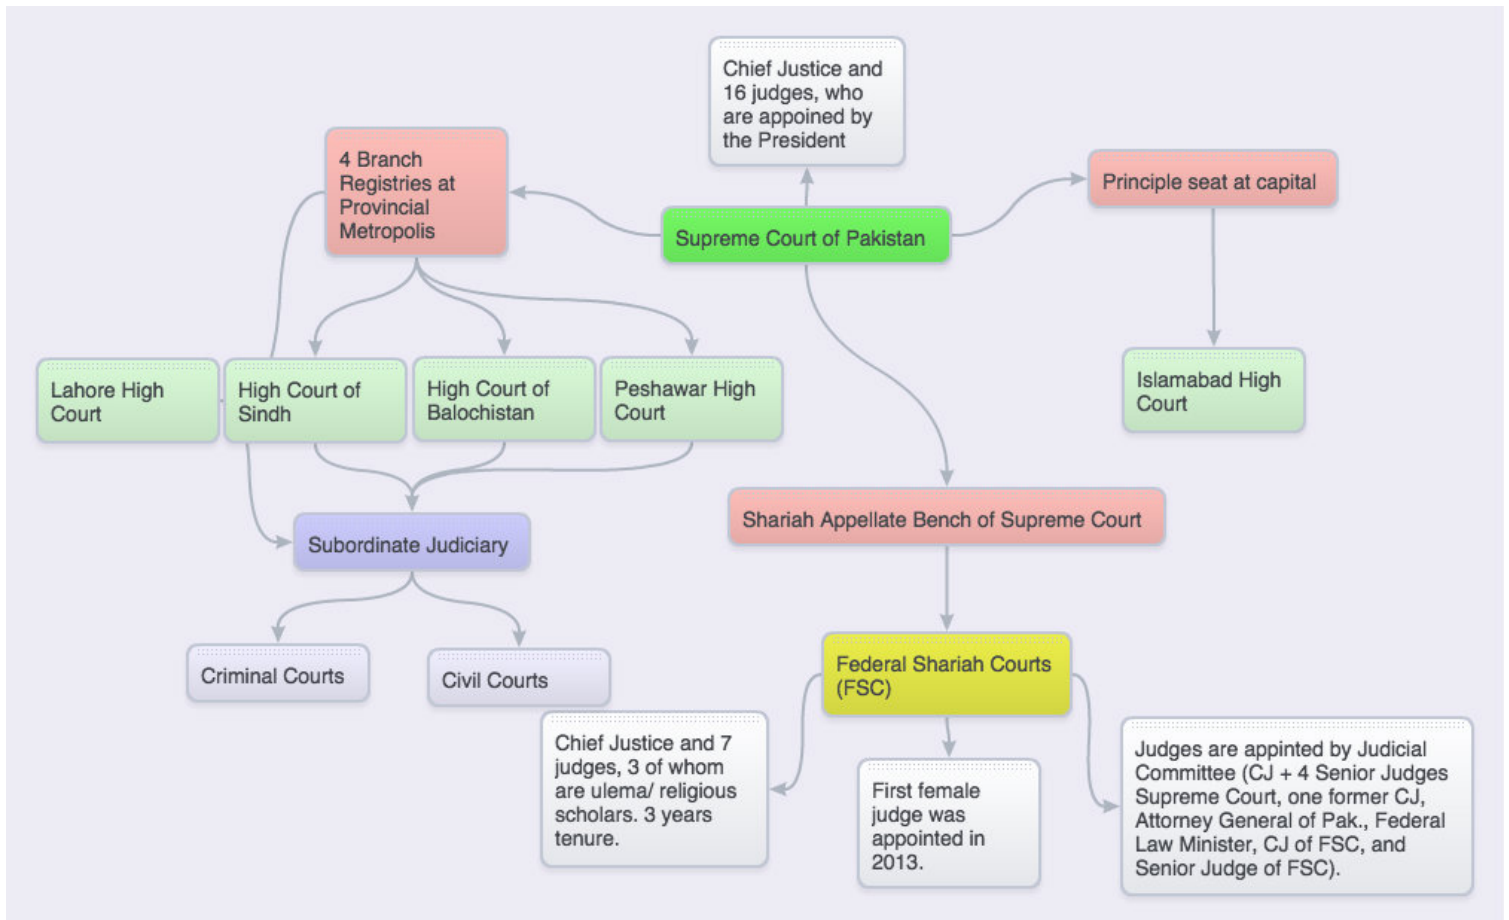 Chief Justice and
16 judges, who
are appoined by
the President
4 Branch
Registries at
Provincial
Metropolis
Principle seat at capital
Supreme Court of Pakistan
Lahore High
Court
High Court of
Sindh
High Court of
Balochistan
Peshawar High
Court
Islamabad High
Court
Shariah Appellate Bench of Supreme Court
Subordinate Judiciary
Criminal Courts
Civil Courts
Federal Shariah Courts
(FSC)
Chief Justice and 7
judges, 3 of whom
are ulema/ religious
scholars. 3 years
tenure.
First female
judge was
appointed in
2013.
Judges are appinted by Judicial
Committee (CJ + 4 Senior Judges
Supreme Court, one former CJ,
Attorney General of Pak., Federal
Law Minister, CJ of FSC, and
Senior Judge of FSC).